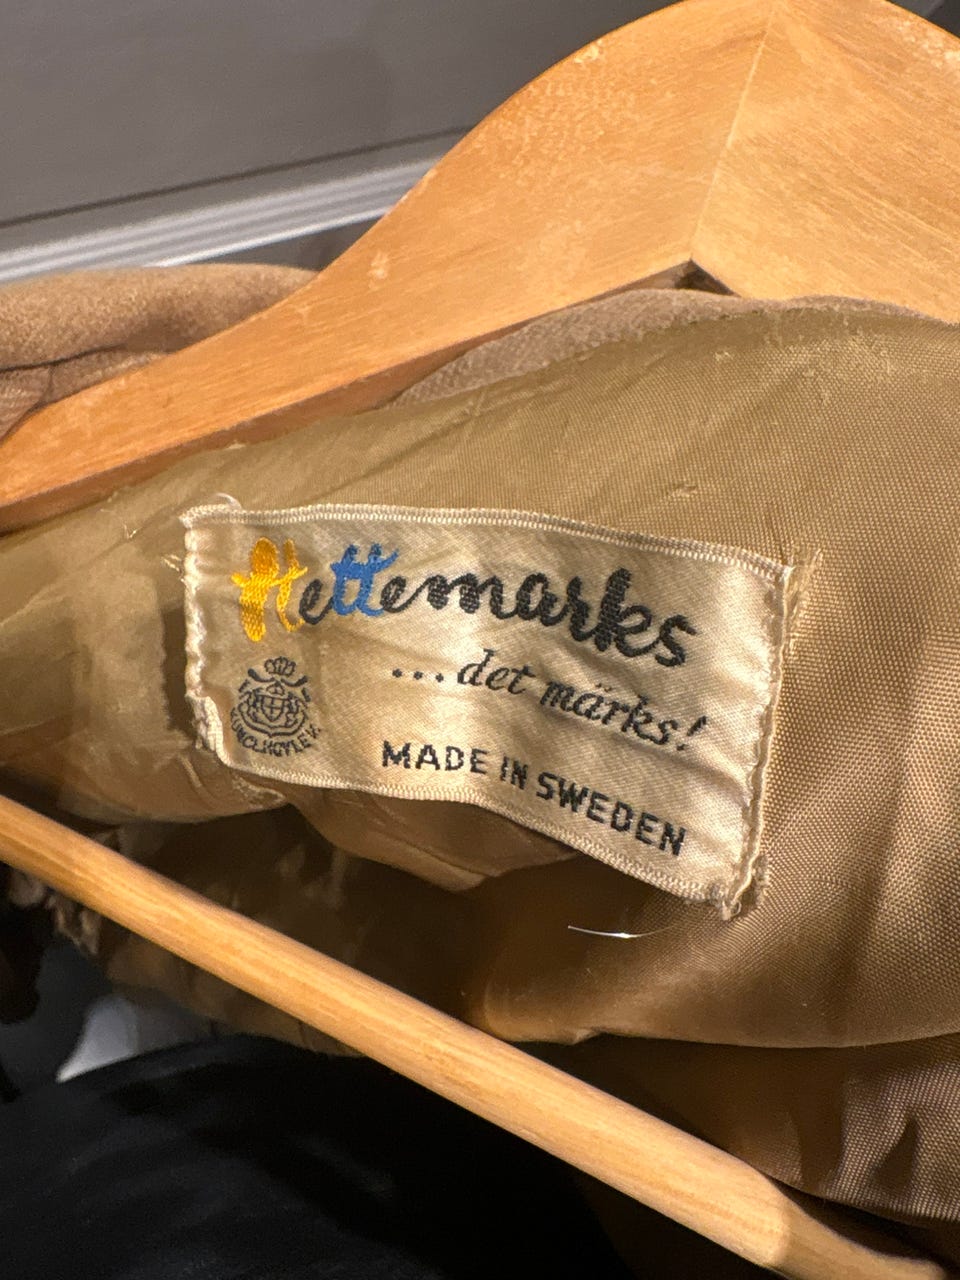 Hettemarks
...det märks!
MADE IN SWEDEN